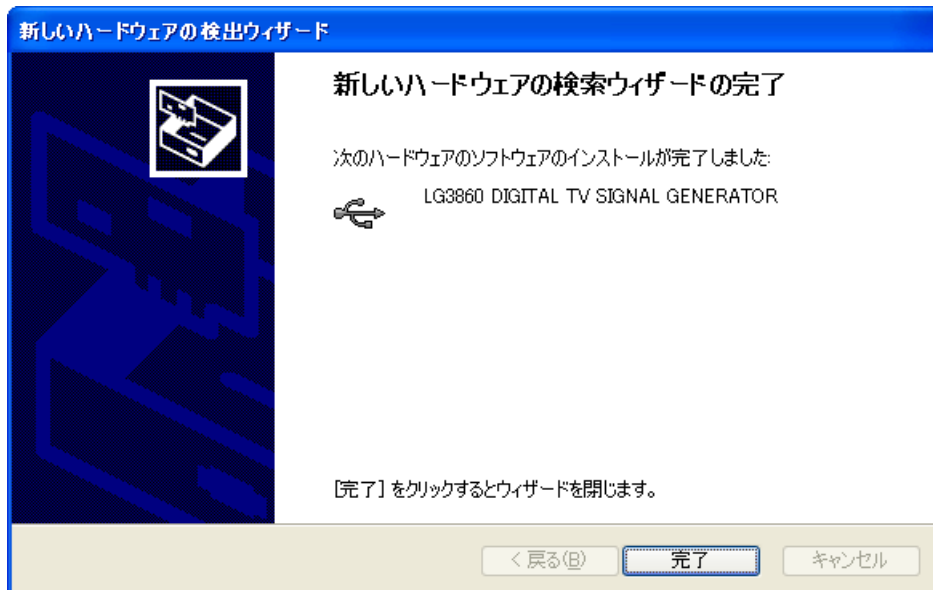 新しいハードウェアの検出ウィザード
新しいハードウェアの検索ウィザードの完了
次のハードウェアのソフトウェアのインストールが完了しました:
LG3860 DIGITAL TV SIGNAL GENERATOR
[完了] をクリックするとウィザードを閉じます。
< 戻る(B)
完了
キャンセル